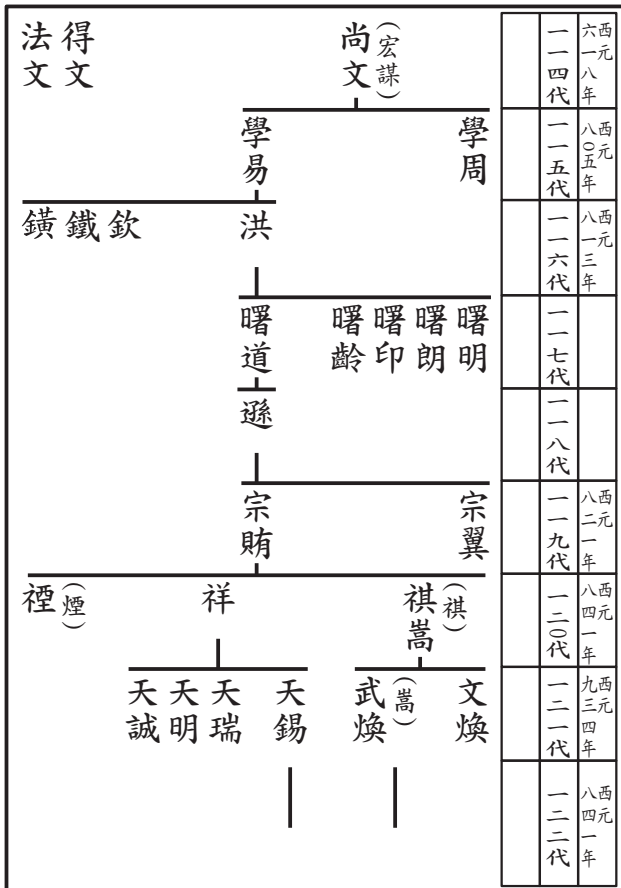 西元六一八年
一一四代
尚文
(宏謀)
得文
法文
西元八０五年
一一五代
學周
學易
西元八一三年
一一六代
洪
欽
鐵
鐄
一一七代
曙明
曙朗
曙印
曙齡
曙道
一一八代
遜
西元八二一年
一一九代
宗翼
宗賄
西元八四一年
一二０代
(祺)
祺嵩
祥
(煙)
禋
西元九三四年
一二一代
文煥
(嵩)
武煥
天錫
天瑞
天明
天誠
西元八四一年
一二二代